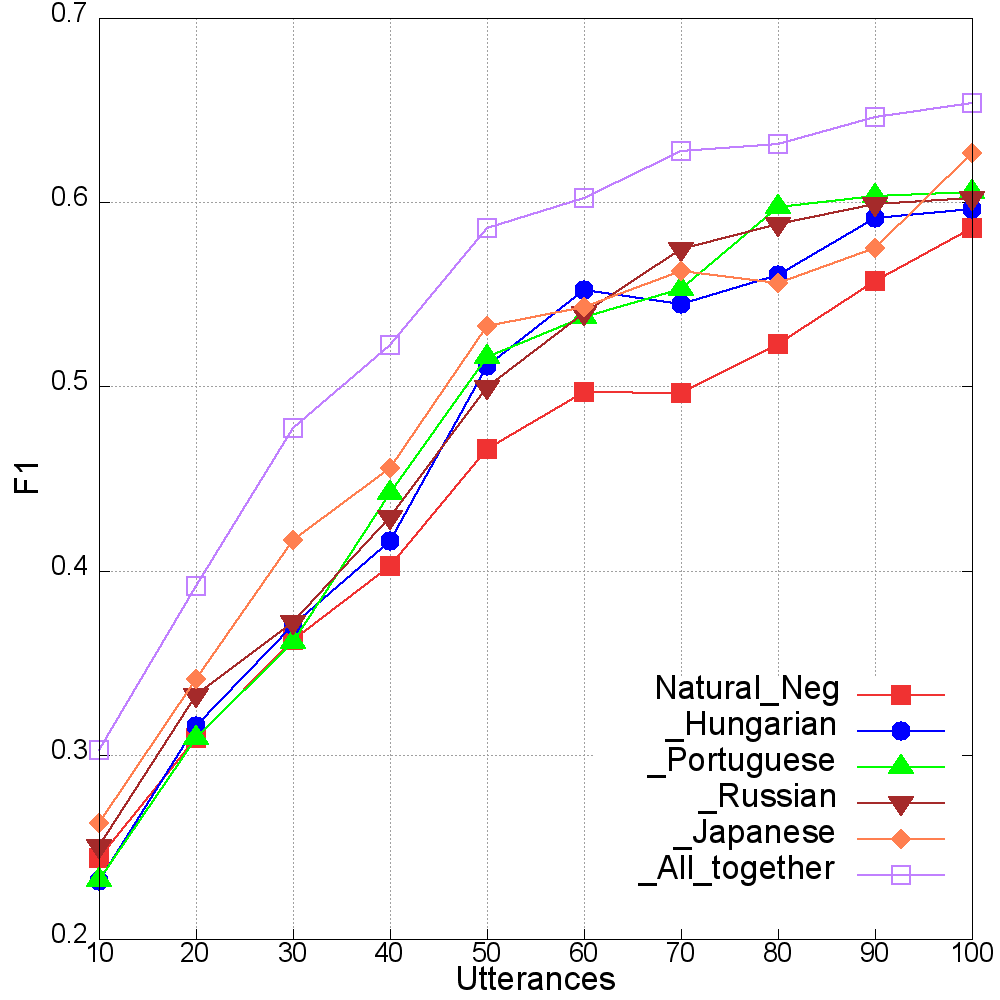 0.7
0.6
0.5
0.4
0.3
0.2
F1
Natural_Neg
_Hungarian
_Portuguese
_Russian
_Japanese
_All_together
10 20 30 40 50 60 70 80 90 100
Utterances